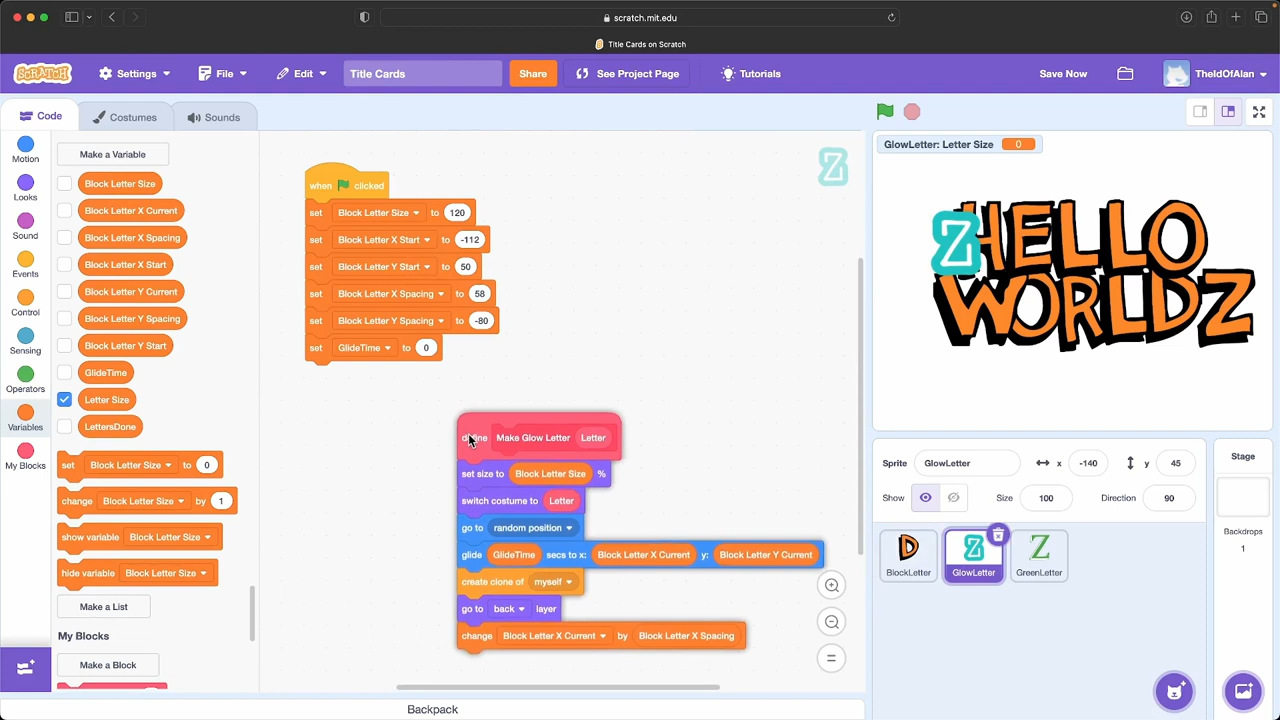 scratch.mit.edu
Title Cards on Scratch
SCRATCH
Settings
File
Edit
Title Cards
Share
See Project Page
Tutorials
Save Now
TheIdOfAlan
Code
Costumes
Sounds
Motion
Looks
Sound
Events
Control
Sensing
Operators
Variables
My Blocks
Make a Variable
Block Letter Size
Block Letter X Current
Block Letter X Spacing
Block Letter X Start
Block Letter Y Current
Block Letter Y Spacing
Block Letter Y Start
GlideTime
Letter Size
LettersDone
set Block Letter Size to 0
change Block Letter Size by 1
show variable Block Letter Size
hide variable Block Letter Size
Make a List
My Blocks
Make a Block
when clicked
set Block Letter Size to 120
set Block Letter X Start to -112
set Block Letter Y Start to 50
set Block Letter X Spacing to 58
set Block Letter Y Spacing to -80
set GlideTime to 0
define Make Glow Letter Letter
set size to Block Letter Size %
switch costume to Letter
go to random position
glide GlideTime secs to x: Block Letter X Current y: Block Letter Y Current
create clone of myself
go to back layer
change Block Letter X Current by Block Letter X Spacing
Z
Backpack
GlowLetter: Letter Size 0
Z
HELLO
WORLDZ
Sprite GlowLetter x -140 y 45
Show Size 100 Direction 90
D
BlockLetter
Z
GlowLetter
Z
GreenLetter
Stage
Backdrops
1